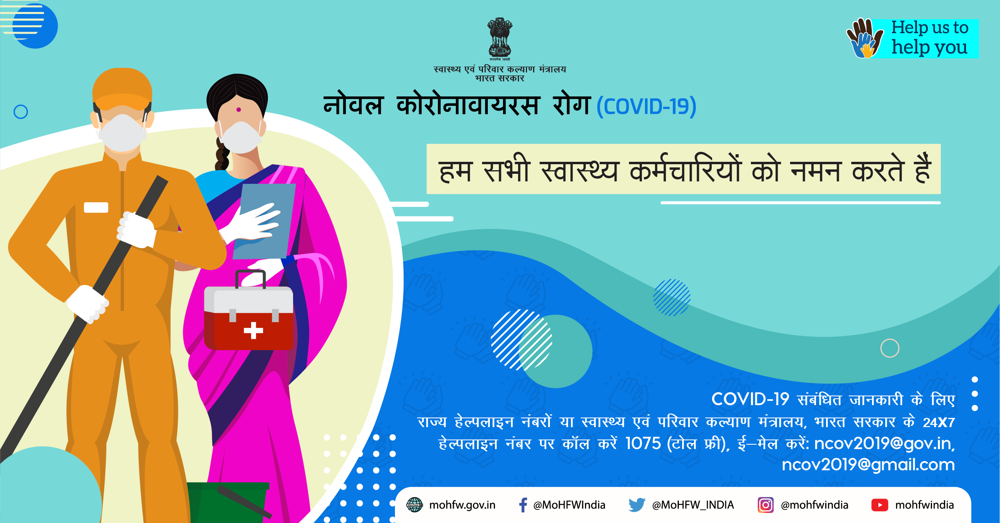 सत्यमेव जयते
स्वास्थ्य एवं परिवार कल्याण मंत्रालय
भारत सरकार
Help us to
help you
नोवल कोरोनावायरस रोग (COVID-19)
हम सभी स्वास्थ्य कर्मचारियों को नमन करते है
COVID-19 संबंधित जानकारी के लिए
राज्य हेल्पलाइन नंबरों या स्वास्थ्य एवं परिवार कल्याण मंत्रालय, भारत सरकार के 24X7
हेल्पलाइन नंबर पर कॉल करें 1075 (टोल फ्री), ई–मेल करें: ncov2019@gov.in,
ncov2019@gmail.com
mohfw.gov.in @MoHFWIndia @MoHFW_INDIA @mohfwindia mohfwindia